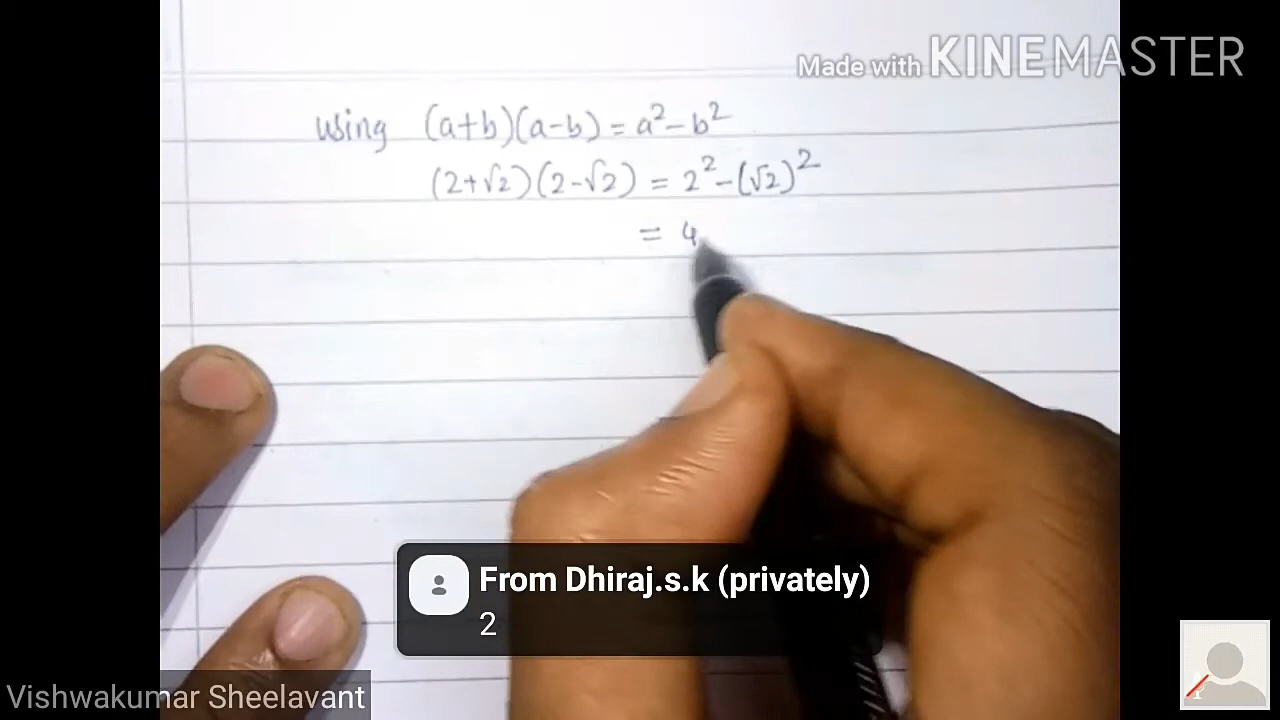 Made with KINEMASTER
using (a+b)(a-b) = a²-b²
(2+√2)(2-√2) = 2²-(√2)²
= 4
From Dhiraj.s.k (privately)
2
Vishwakumar Sheelavant